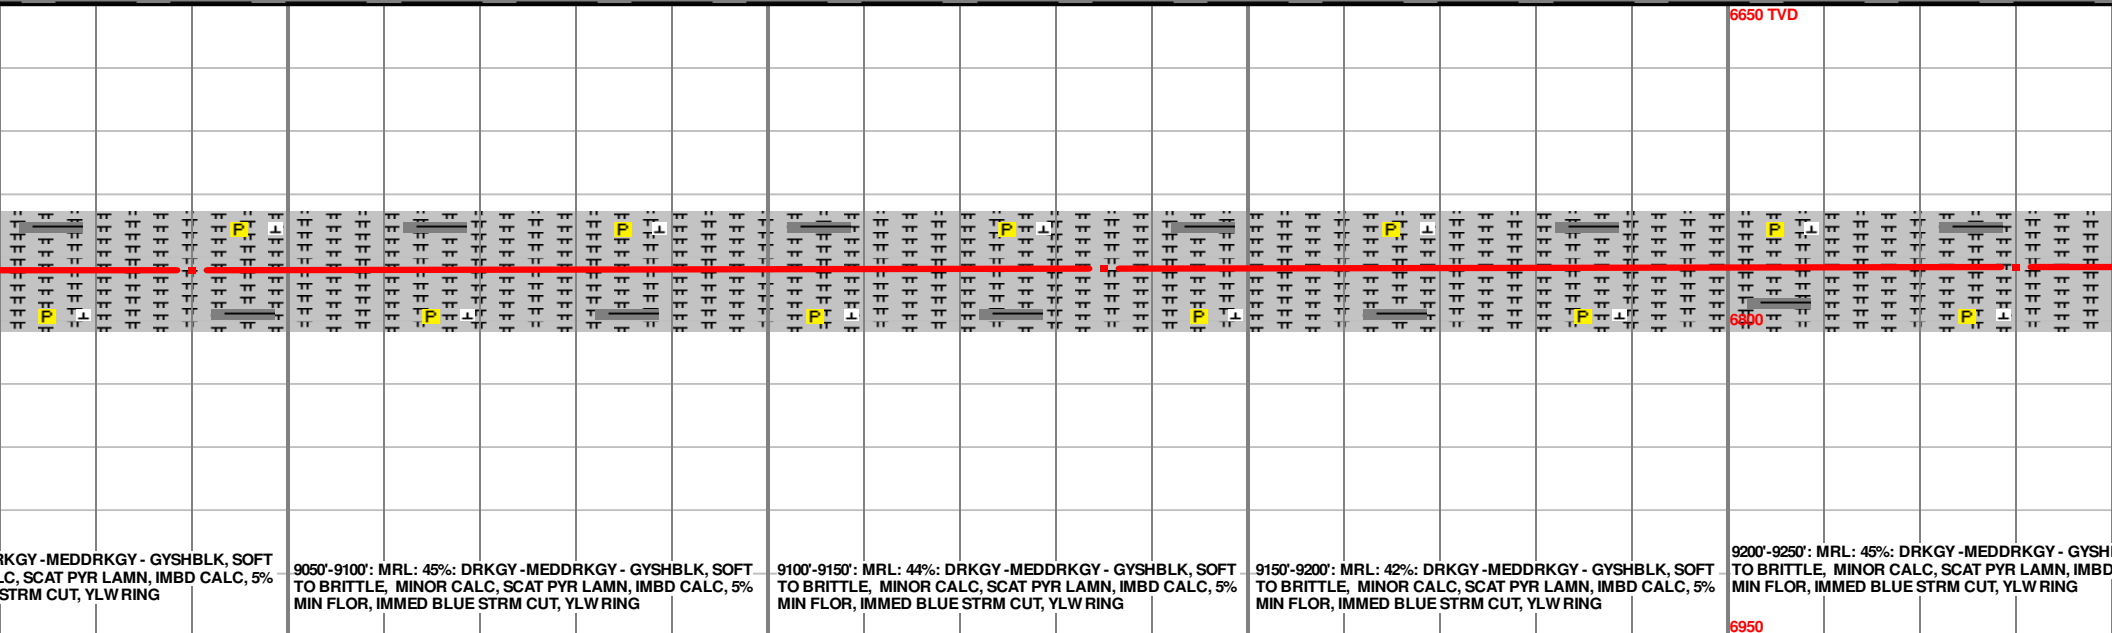 6650 TVD
P
P
P
P
P
6800
P
P
P
P
P
P
RKGY -MEDDRKGY - GYSHBLK, SOFT
LC, SCAT PYR LAMN, IMBD CALC, 5%
STRM CUT, YLW RING
9050'-9100': MRL: 45%: DRKGY -MEDDRKGY - GYSHBLK, SOFT
TO BRITTLE, MINOR CALC, SCAT PYR LAMN, IMBD CALC, 5%
MIN FLOR, IMMED BLUE STRM CUT, YLW RING
9100'-9150': MRL: 44%: DRKGY -MEDDRKGY - GYSHBLK, SOFT
TO BRITTLE, MINOR CALC, SCAT PYR LAMN, IMBD CALC, 5%
MIN FLOR, IMMED BLUE STRM CUT, YLW RING
9150'-9200': MRL: 42%: DRKGY -MEDDRKGY - GYSHBLK, SOFT
TO BRITTLE, MINOR CALC, SCAT PYR LAMN, IMBD CALC, 5%
MIN FLOR, IMMED BLUE STRM CUT, YLW RING
9200'-9250': MRL: 45%: DRKGY -MEDDRKGY - GYSH
TO BRITTLE, MINOR CALC, SCAT PYR LAMN, IMBD
MIN FLOR, IMMED BLUE STRM CUT, YLW RING
6950